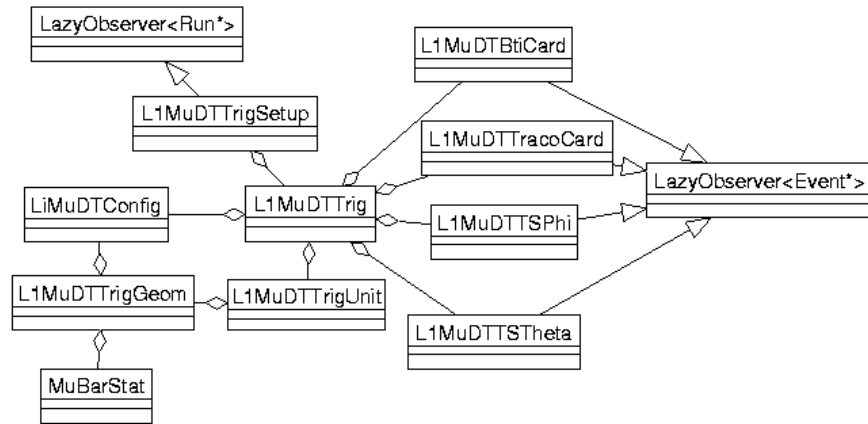 LazyObserver<Run*>
L1MuDTBtiCard
L1MuDTTrigSetup
L1MuDTTracoCard
LazyObserver<Event*>
LiMuDTConfig
L1MuDTTrig
L1MuDTTSPhi
L1MuDTTrigGeom
L1MuDTTrigUnit
L1MuDTTSTheta
MuBarStat